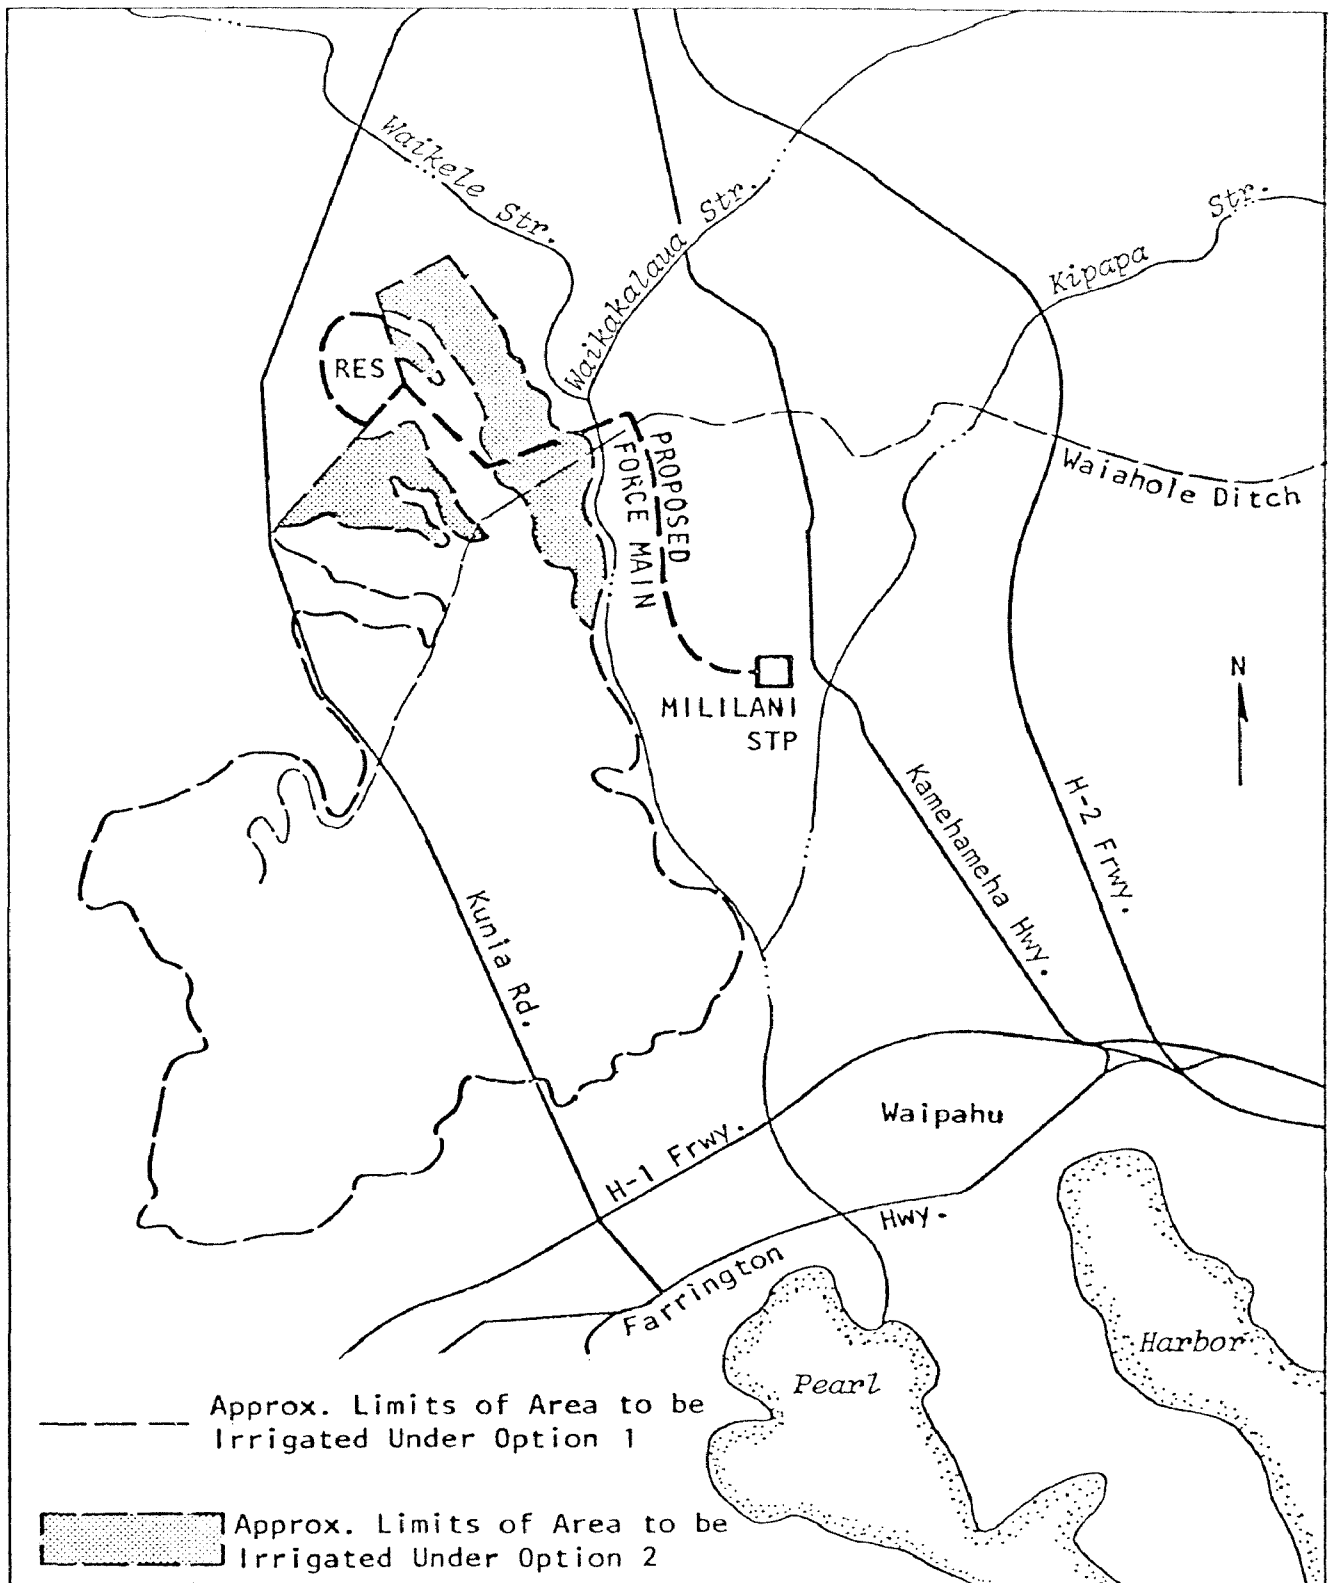 Waikele Str.
Waikakalaua Str.
Kipapa Str.
RES
PROPOSED
FORCE MAIN
Waiahole Ditch
N
MILILANI
STP
Kamehameha Hwy.
H-2 Frwy.
Kunia Rd.
Waipahu
H-1 Frwy.
Farrington Hwy.
Pearl Harbor
Approx. Limits of Area to be
Irrigated Under Option 1
Approx. Limits of Area to be
Irrigated Under Option 2